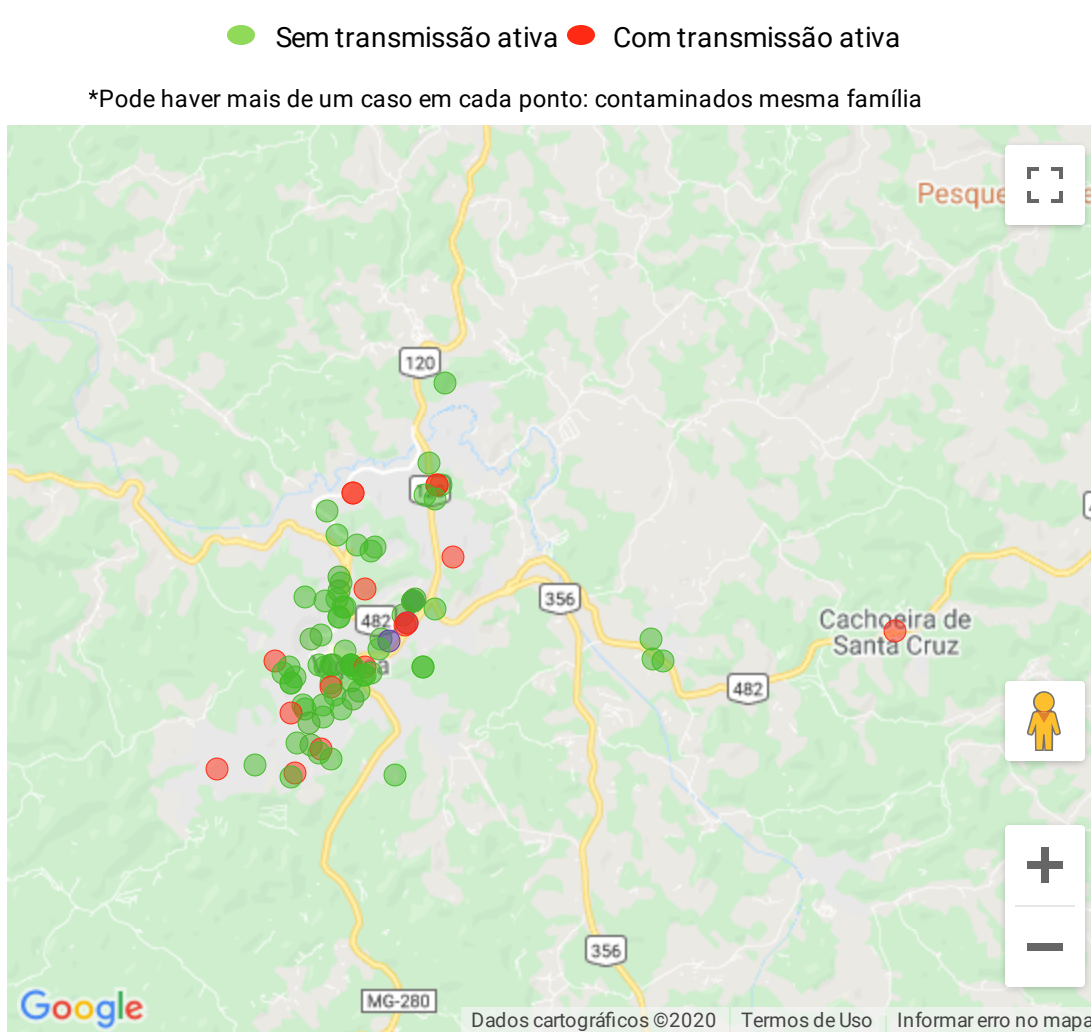 Sem transmissão ativa Com transmissão ativa
*Pode haver mais de um caso em cada ponto: contaminados mesma família
120
482
356
Cachoeira de
Santa Cruz
482
356
MG-280
Google
Dados cartográficos ©2020 Termos de Uso Informar erro no mapa